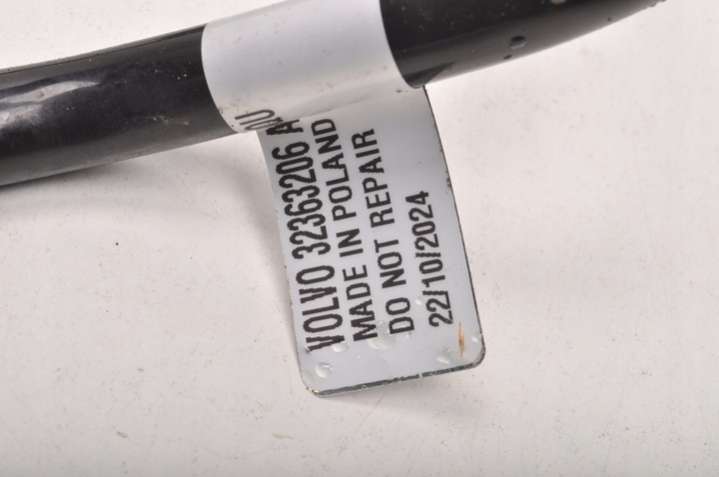 VOLVO 32363206 A
MADE IN POLAND
DO NOT REPAIR
22/10/2024